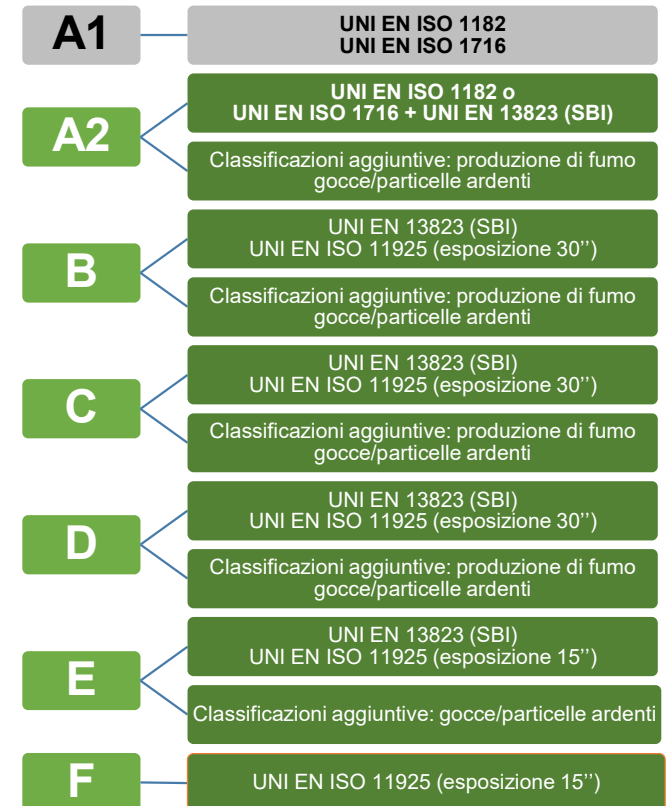 A1
UNI EN ISO 1182
UNI EN ISO 1716
A2
UNI EN ISO 1182 o
UNI EN ISO 1716 + UNI EN 13823 (SBI)
Classificazioni aggiuntive: produzione di fumo
gocce/particelle ardenti
B
UNI EN 13823 (SBI)
UNI EN ISO 11925 (esposizione 30’’)
Classificazioni aggiuntive: produzione di fumo
gocce/particelle ardenti
C
UNI EN 13823 (SBI)
UNI EN ISO 11925 (esposizione 30’’)
Classificazioni aggiuntive: produzione di fumo
gocce/particelle ardenti
D
UNI EN 13823 (SBI)
UNI EN ISO 11925 (esposizione 30’’)
Classificazioni aggiuntive: produzione di fumo
gocce/particelle ardenti
E
UNI EN 13823 (SBI)
UNI EN ISO 11925 (esposizione 15’’)
Classificazioni aggiuntive: gocce/particelle ardenti
F
UNI EN ISO 11925 (esposizione 15’’)